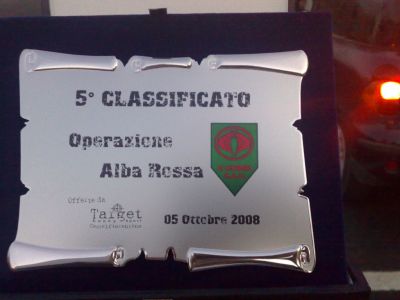 5° CLASSIFICATO
Operazione
Alba Rossa
Offerta da
Target
05 Ottobre 2008